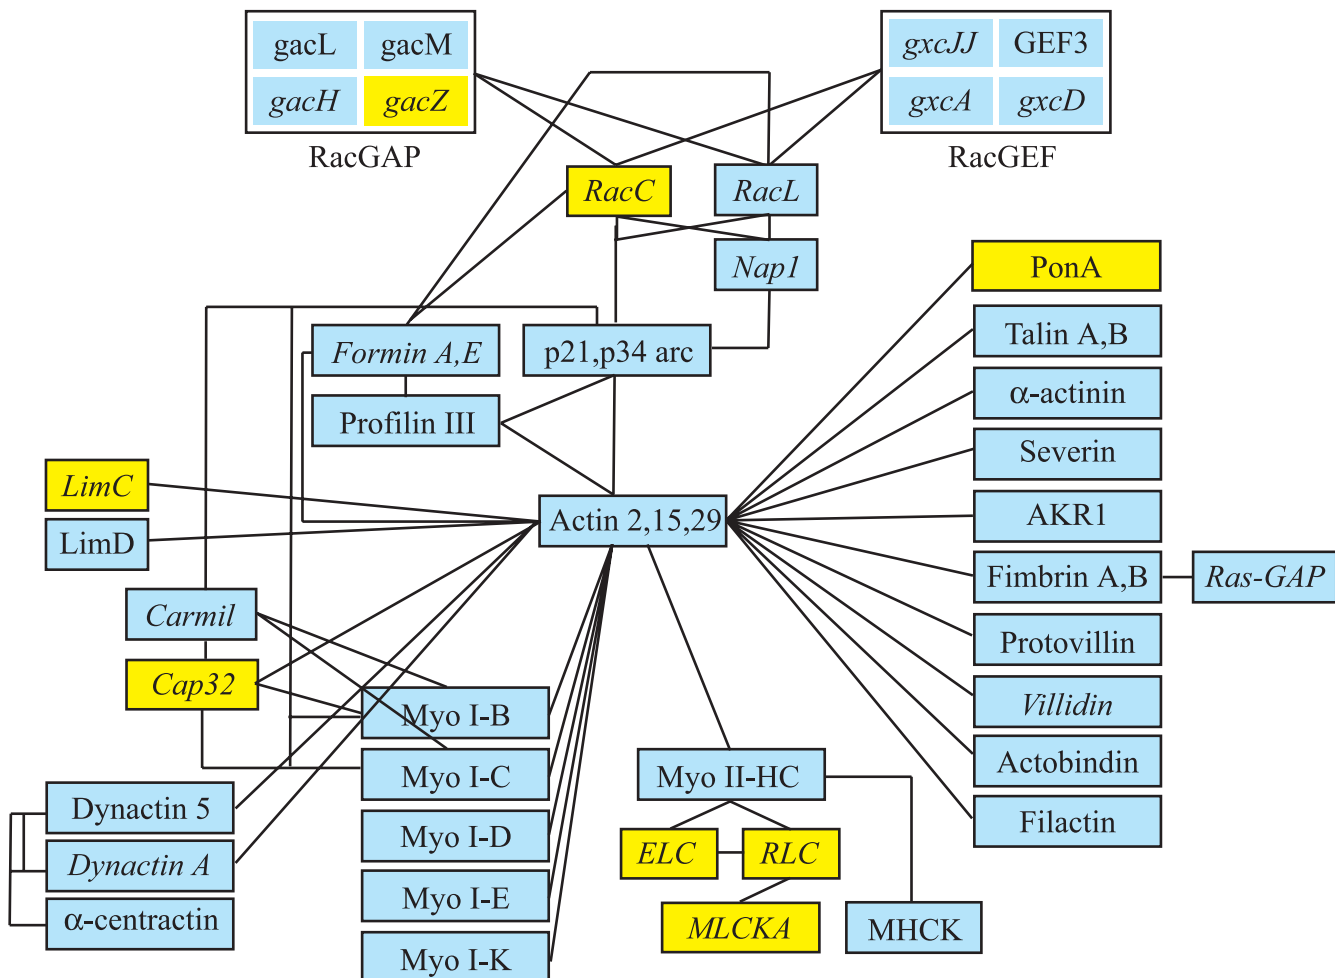 gacL gacM
gacH gacZ
RacGAP
gxcJJ GEF3
gxcA gxcD
RacGEF
RacC
RacL
Nap1
Formin A,E
p21,p34 arc
Profilin III
Actin 2,15,29
LimC
LimD
Carmil
Cap32
Dynactin 5
Dynactin A
α-centractin
Myo I-B
Myo I-C
Myo I-D
Myo I-E
Myo I-K
Myo II-HC
ELC
RLC
MLCKA
MHCK
PonA
Talin A,B
α-actinin
Severin
AKR1
Fimbrin A,B
Ras-GAP
Protovillin
Villidin
Actobindin
Filactin